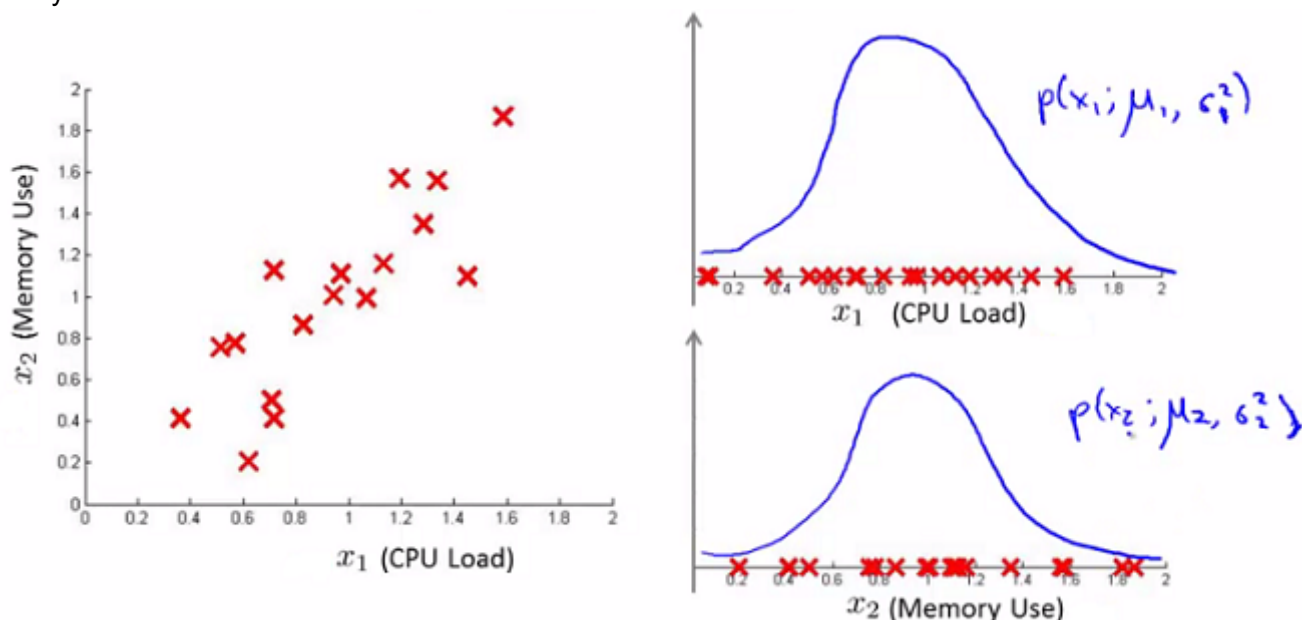 2
1.8
1.6
1.4
1.2
1
0.8
0.6
0.4
0.2
0
x₂ (Memory Use)
0 0.2 0.4 0.6 0.8 1 1.2 1.4 1.6 1.8 2
x₁ (CPU Load)
p(x₁; μ₁, σ₁²)
0.2 0.4 0.6 0.8 1 1.2 1.4 1.6 1.8 2
x₁ (CPU Load)
p(x₂; μ₂, σ₂²)
0.2 0.4 0.6 0.8 1 1.2 1.4 1.6 1.8 2
x₂ (Memory Use)